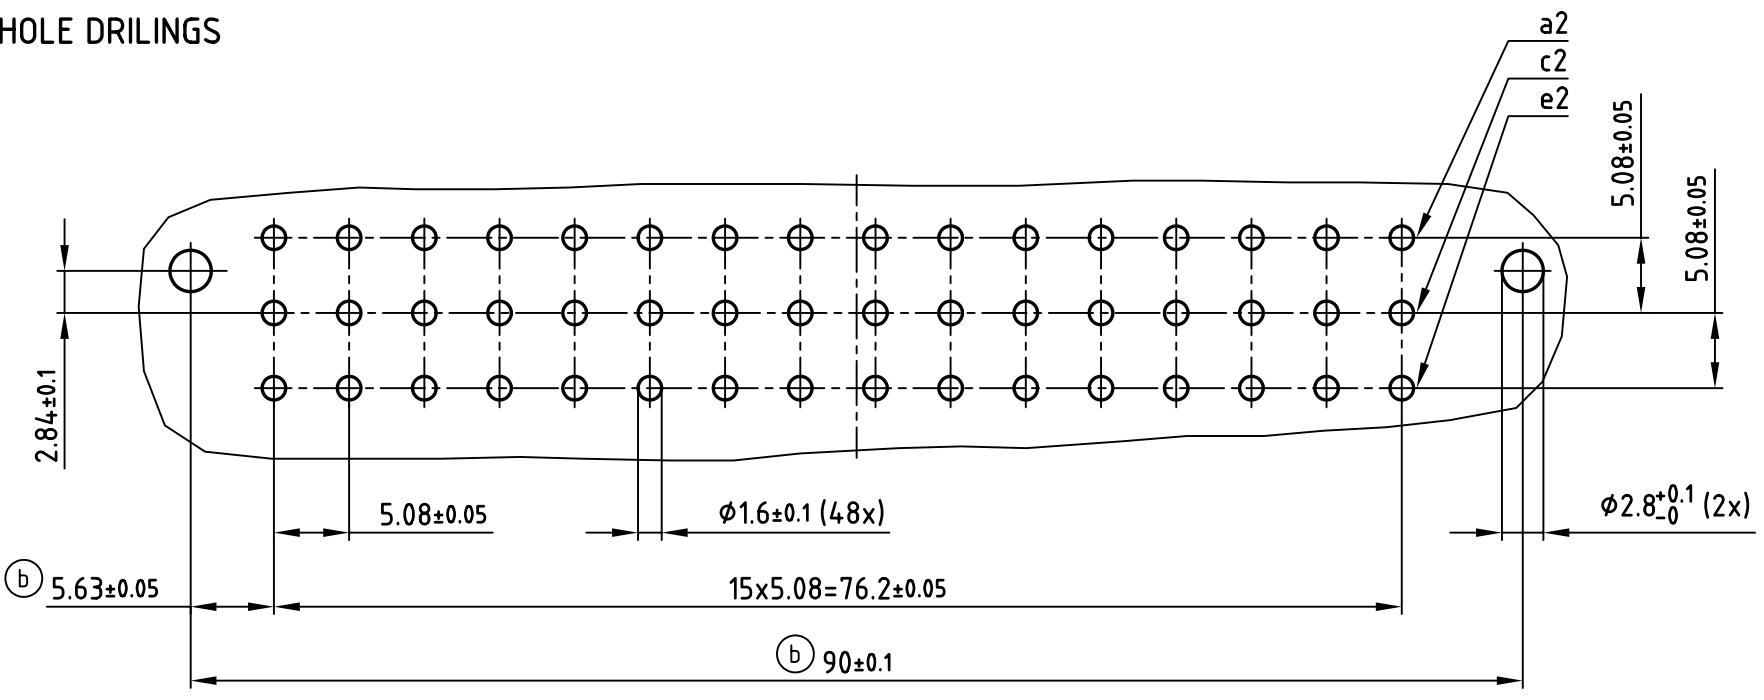 HOLE DRILINGS
a2
c2
e2
5.08±0.05
5.08±0.05
2.84±0.1
5.08±0.05
Ø1.6±0.1 (48x)
Ø2.8+0.1 -0 (2x)
b 5.63±0.05
15x5.08=76.2±0.05
b 90±0.1